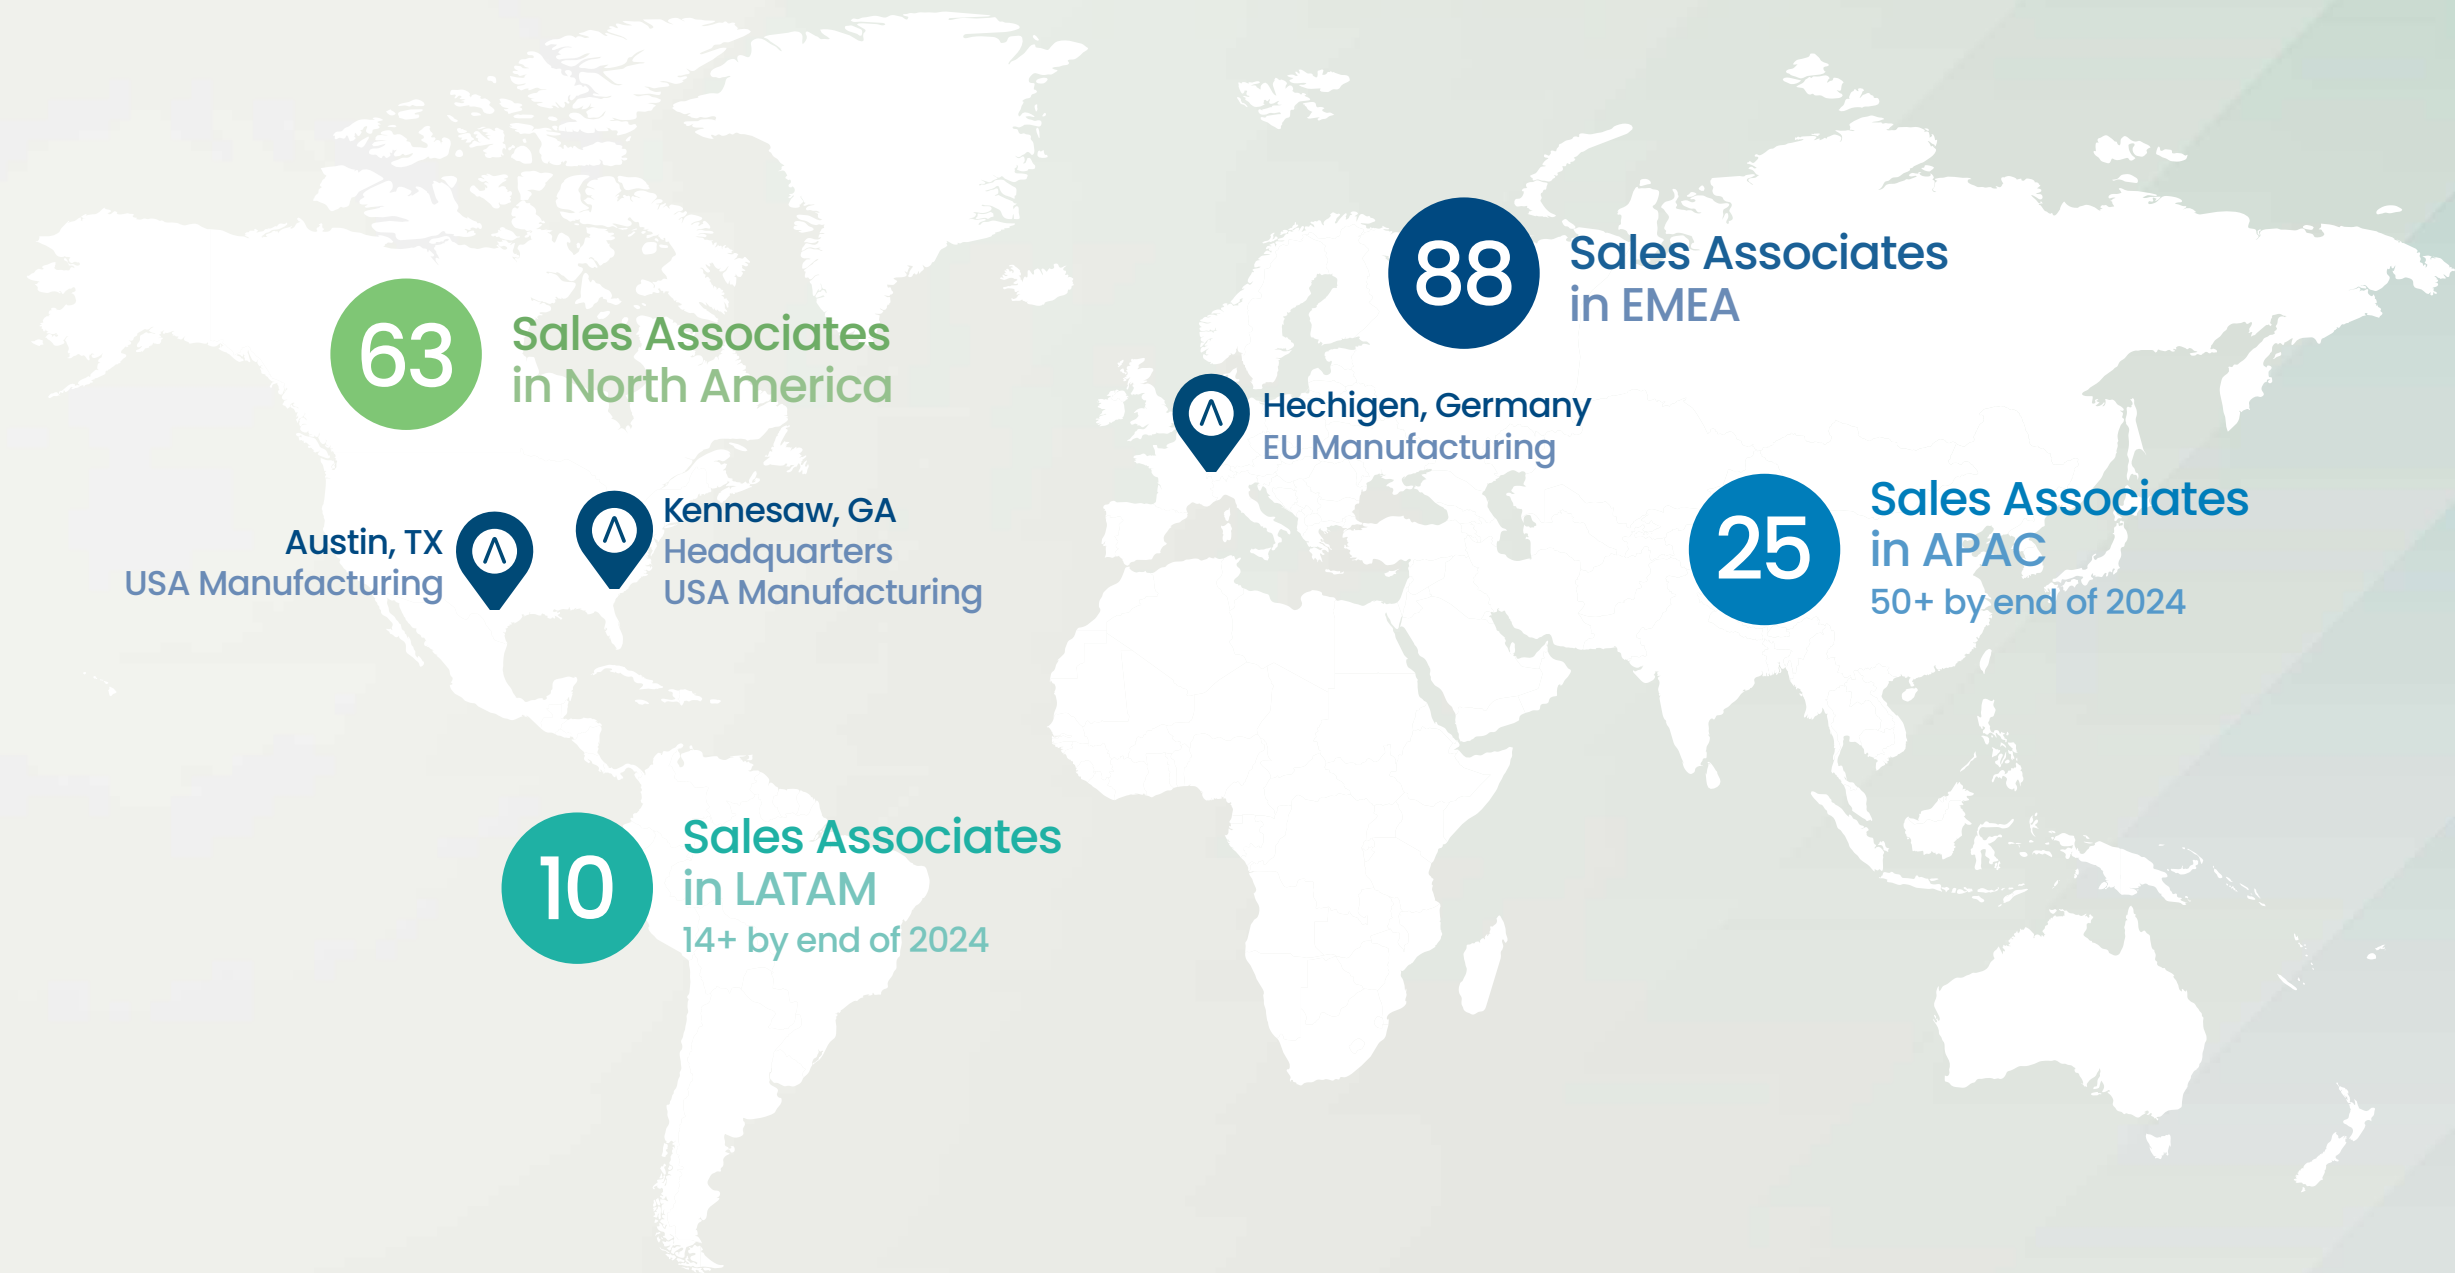 63
Sales Associates
in North America
88
Sales Associates
in EMEA
Hechigen, Germany
EU Manufacturing
Austin, TX
USA Manufacturing
Kennesaw, GA
Headquarters
USA Manufacturing
25
Sales Associates
in APAC
50+ by end of 2024
10
Sales Associates
in LATAM
14+ by end of 2024